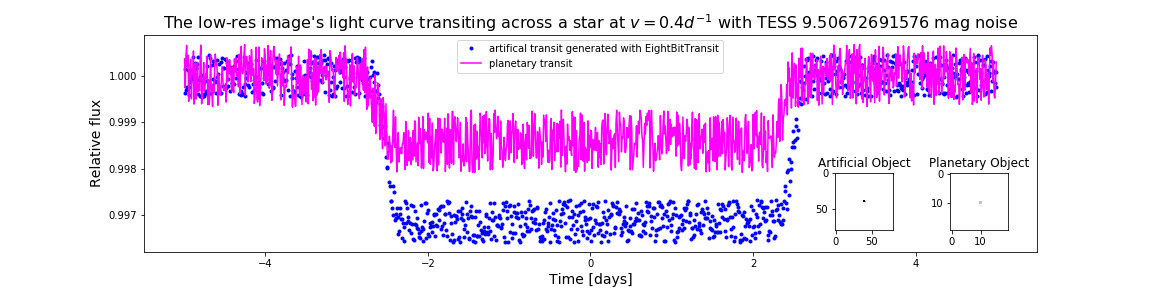 The low-res image's light curve transiting across a star at v = 0.4d⁻¹ with TESS 9.50672691576 mag noise
artifical transit generated with EightBitTransit
planetary transit
Relative flux
1.000
0.999
0.998
0.997
Artificial Object
0
50
0 50
Planetary Object
0
10
0 10
−4 −2 0 2 4
Time [days]